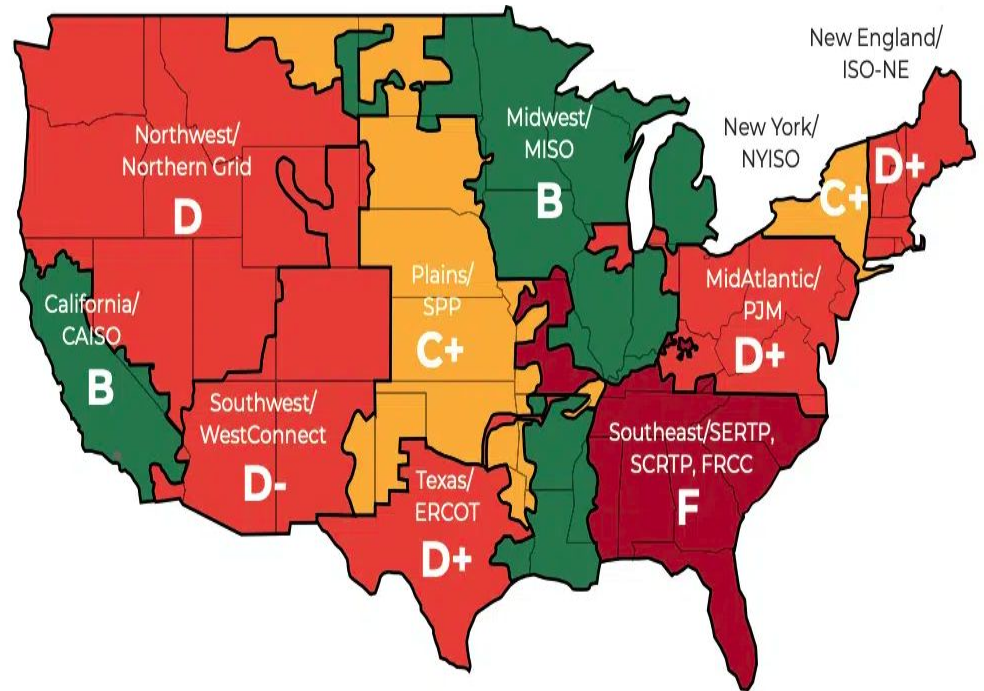 New England/
ISO-NE
D+
New York/
NYISO
C+
Midwest/
MISO
B
Northwest/
Northern Grid
D
Plains/
SPP
C+
MidAtlantic/
PJM
D+
California/
CAISO
B
Southwest/
WestConnect
D-
Texas/
ERCOT
D+
Southeast/SERTP,
SCRTP, FRCC
F